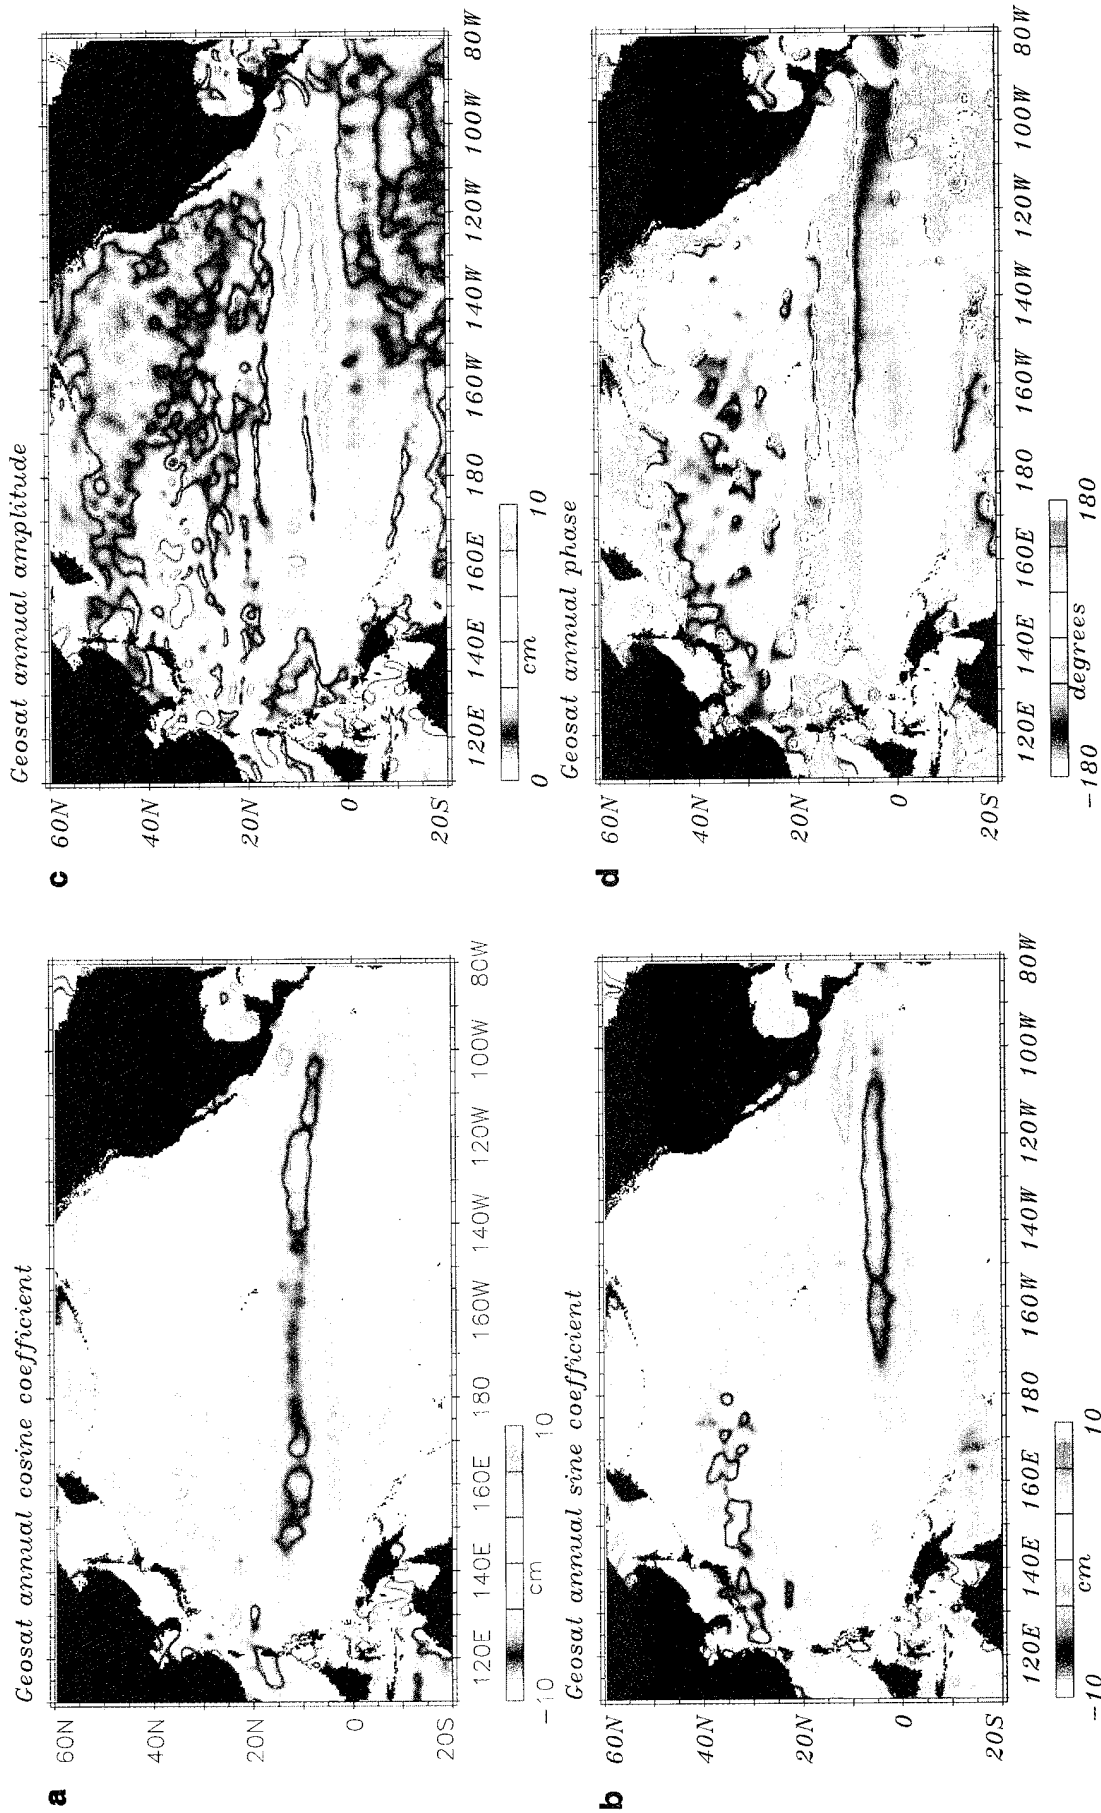 a
Geosat annual cosine coefficient
60N
40N
20N
0
20S
120E 140E 160E 180 160W 140W 120W 100W 80W
-10 cm 10
b
Geosat annual sine coefficient
60N
40N
20N
0
20S
120E 140E 160E 180 160W 140W 120W 100W 80W
-10 cm 10
c
Geosat annual amplitude
60N
40N
20N
0
20S
120E 140E 160E 180 160W 140W 120W 100W 80W
0 cm 10
d
Geosat annual phase
60N
40N
20N
0
20S
120E 140E 160E 180 160W 140W 120W 100W 80W
-180 degrees 180